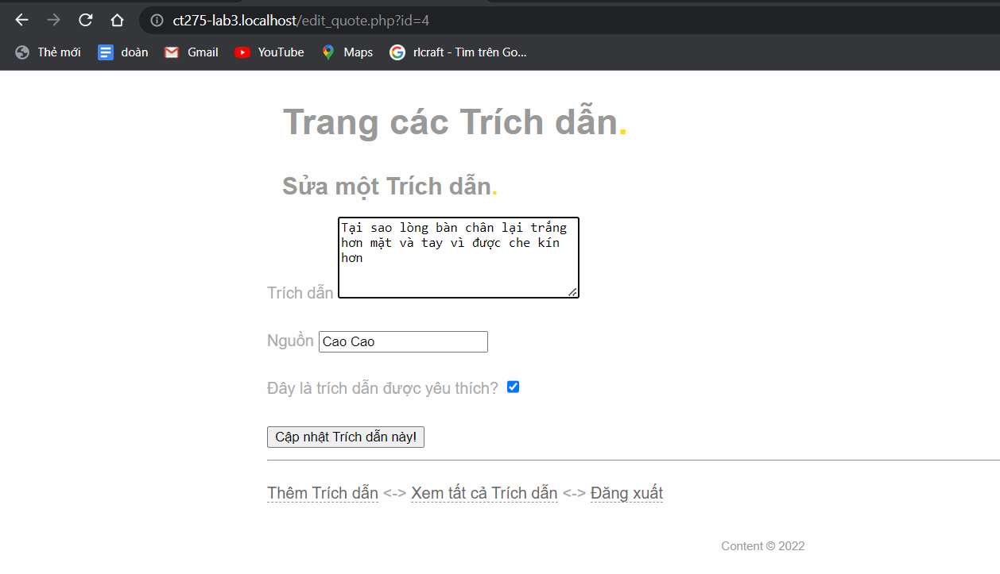 ct275-lab3.localhost/edit_quote.php?id=4
Thẻ mới doàn Gmail YouTube Maps rlcraft - Tìm trên Go...
Trang các Trích dẫn.
Sửa một Trích dẫn.
Tại sao lòng bàn chân lại trắng
hơn mặt và tay vì được che kín
hơn
Trích dẫn
Nguồn Cao Cao
Đây là trích dẫn được yêu thích?
Cập nhật Trích dẫn này!
Thêm Trích dẫn <-> Xem tất cả Trích dẫn <-> Đăng xuất
Content © 2022